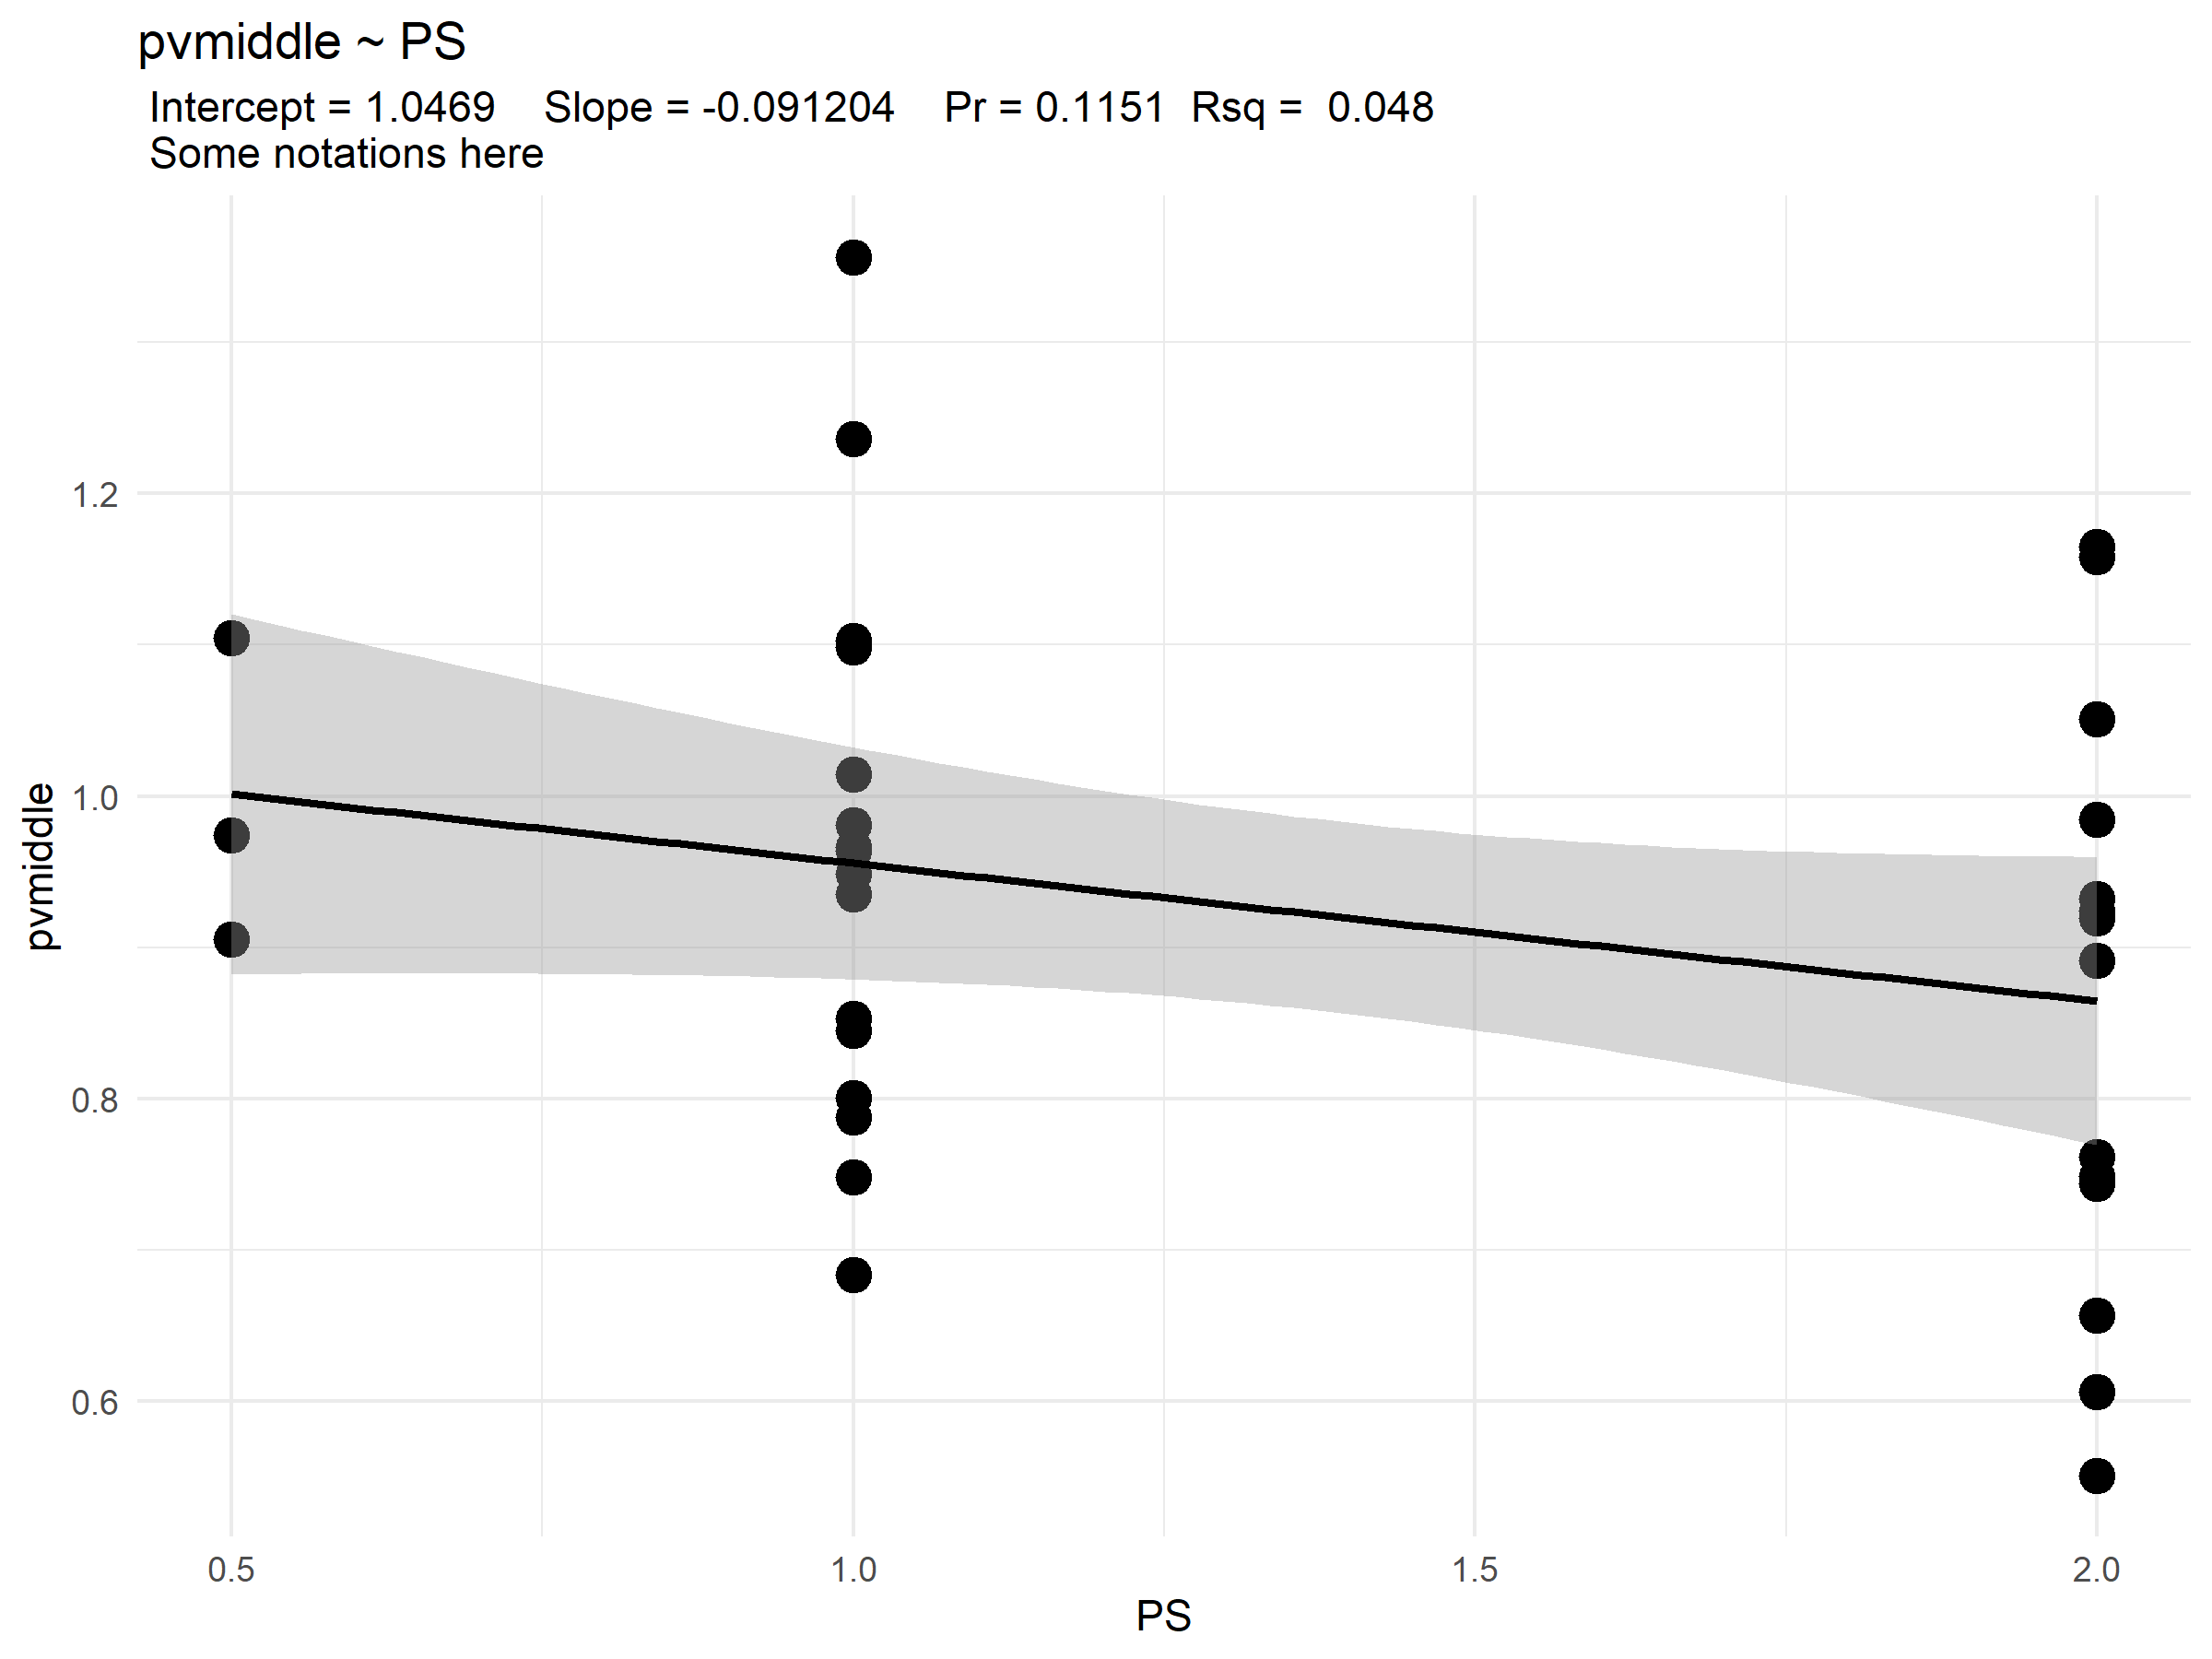 pvmiddle ~ PS
Intercept = 1.0469 Slope = -0.091204 Pr = 0.1151 Rsq = 0.048
Some notations here
1.2
1.0
0.8
0.6
pvmiddle
0.5 1.0 1.5 2.0
PS